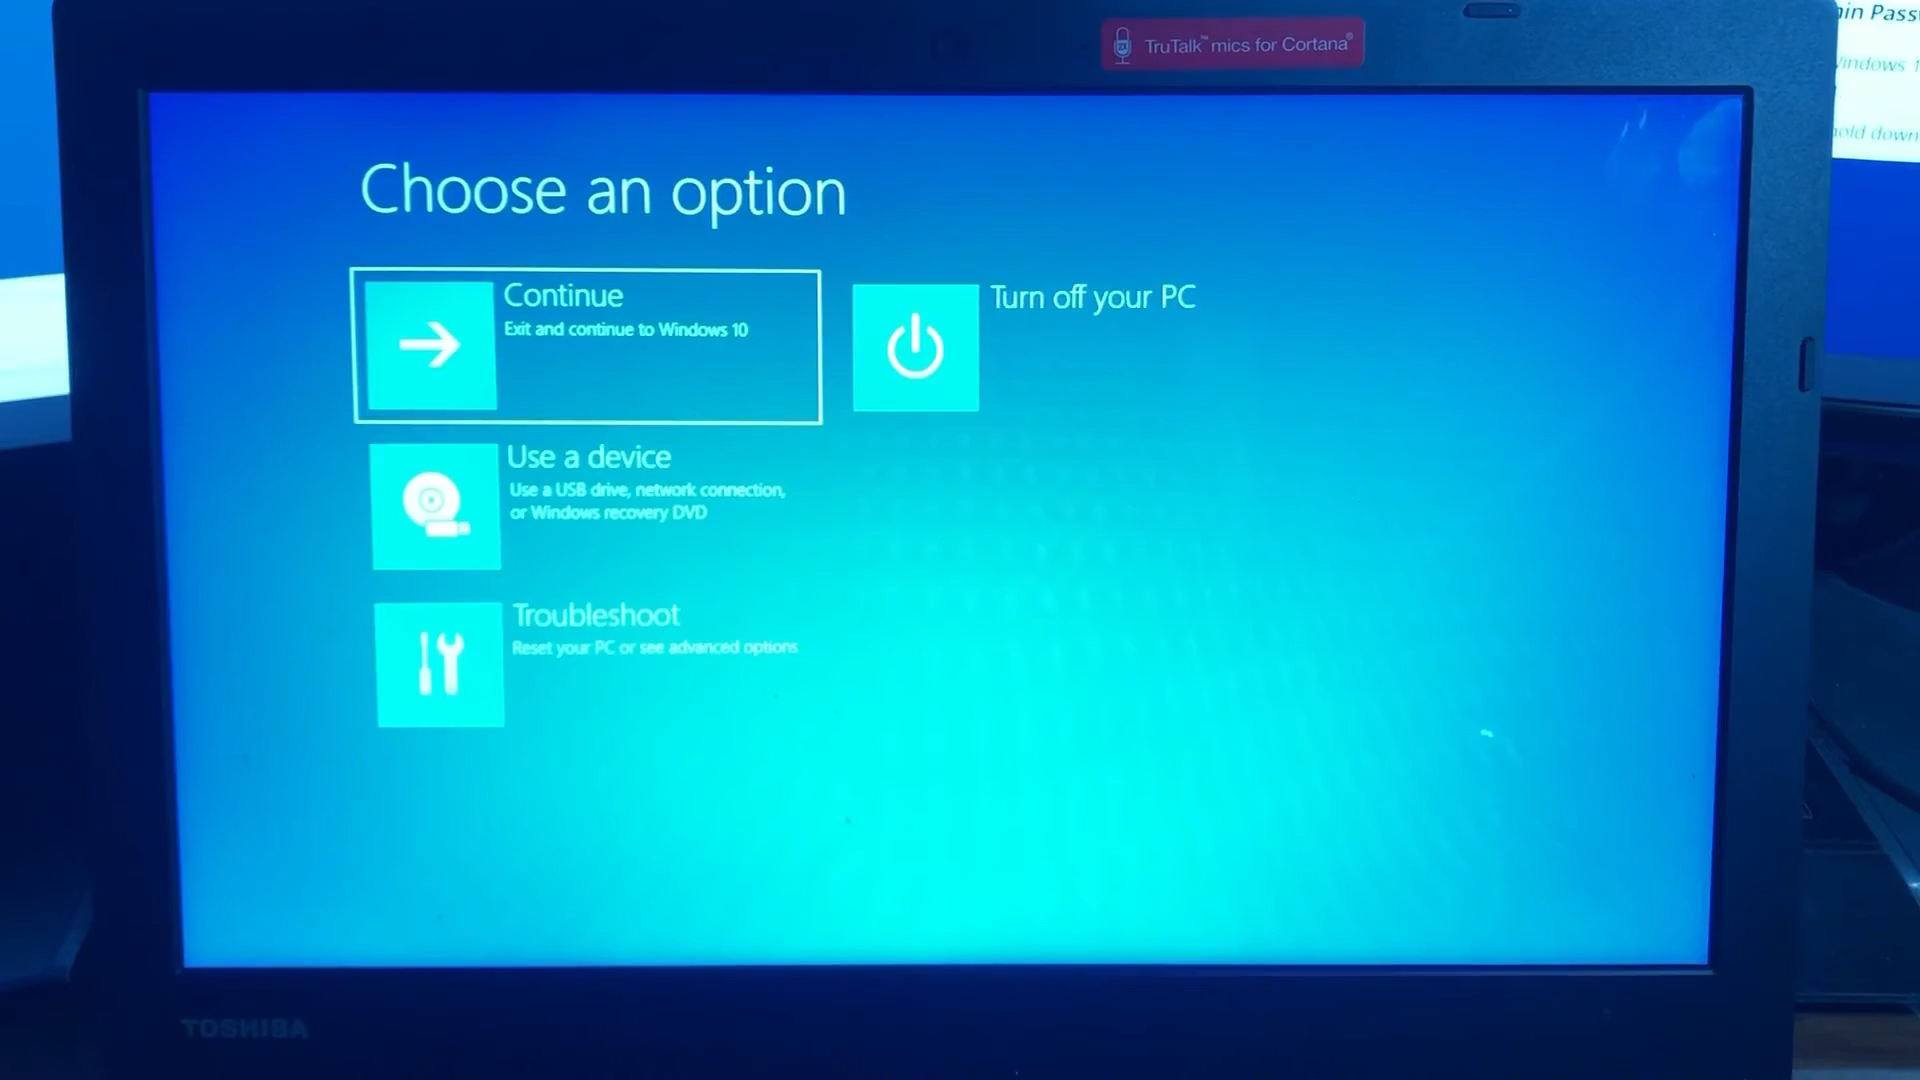 TruTalk™ mics for Cortana®
Choose an option
Continue
Exit and continue to Windows 10
Turn off your PC
Use a device
Use a USB drive, network connection,
or Windows recovery DVD
Troubleshoot
Reset your PC or see advanced options
TOSHIBA
hold down